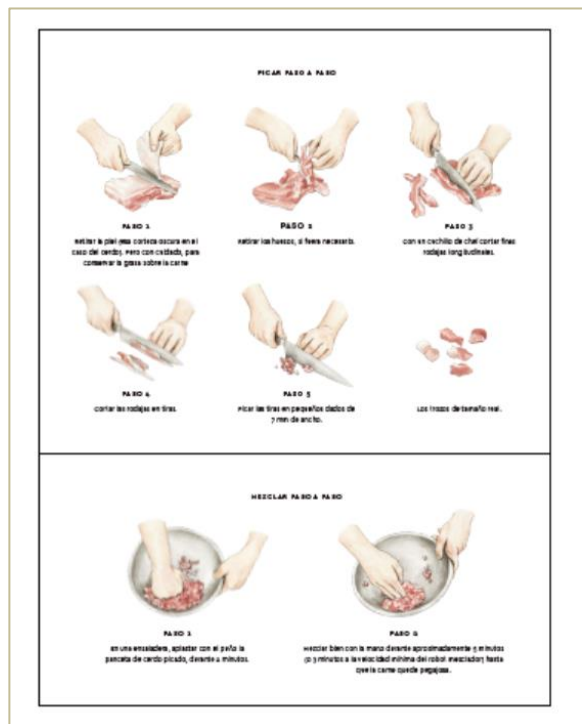 PICAR PASO A PASO
PASO 1
Retirar la piel (esa corteza oscura en el
caso del cerdo), pero con cuidado, para
conservar la grasa sobre la carne
PASO 2
Retirar los huesos, si fuera necesario.
PASO 3
Con un cuchillo de chef cortar finas
rodajas longitudinales.
PASO 4
Cortar las rodajas en tiras.
PASO 5
Picar las tiras en pequeños dados de
7 mm de ancho.
Los trozos de tamaño real.
MEZCLAR PASO A PASO
PASO 1
En una ensaladera, aplastar con el puño la
panceta de cerdo picado, durante 4 minutos.
PASO 2
Mezclar bien con la mano durante aproximadamente 5 minutos
(o 3 minutos a la velocidad mínima del robot mezclador) hasta
que la carne quede pegajosa.